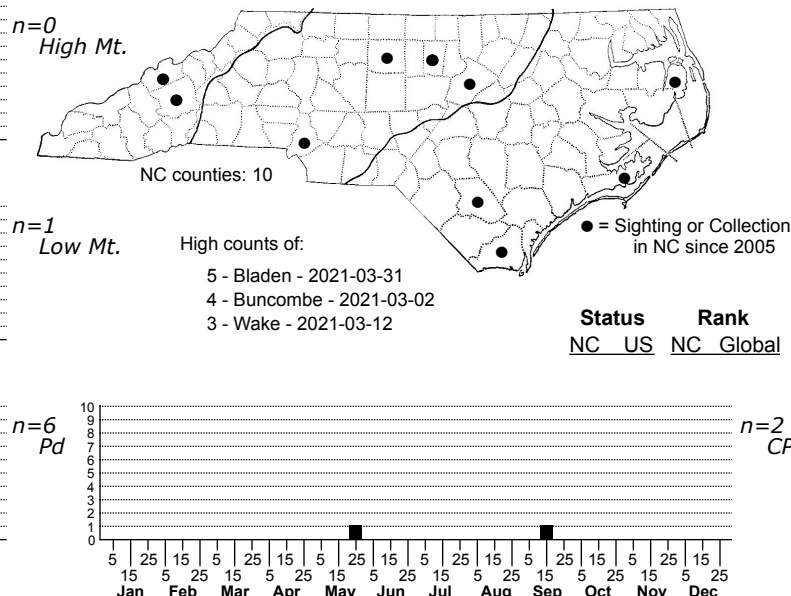 n=0
High Mt.
NC counties: 10
n=1
Low Mt.
High counts of:
5 - Bladen - 2021-03-31
4 - Buncombe - 2021-03-02
3 - Wake - 2021-03-12
● = Sighting or Collection
in NC since 2005
Status Rank
NC US NC Global
n=6
Pd
10
9
8
7
6
5
4
3
2
1
0
n=2
CP
5 15 25 5 15 25 5 15 25 5 15 25 5 15 25 5 15 25
15 5 25 15 5 25 15 5 25 15 5 25 15 5 25 15 5 25
Jan Feb Mar Apr May Jun Jul Aug Sep Oct Nov Dec